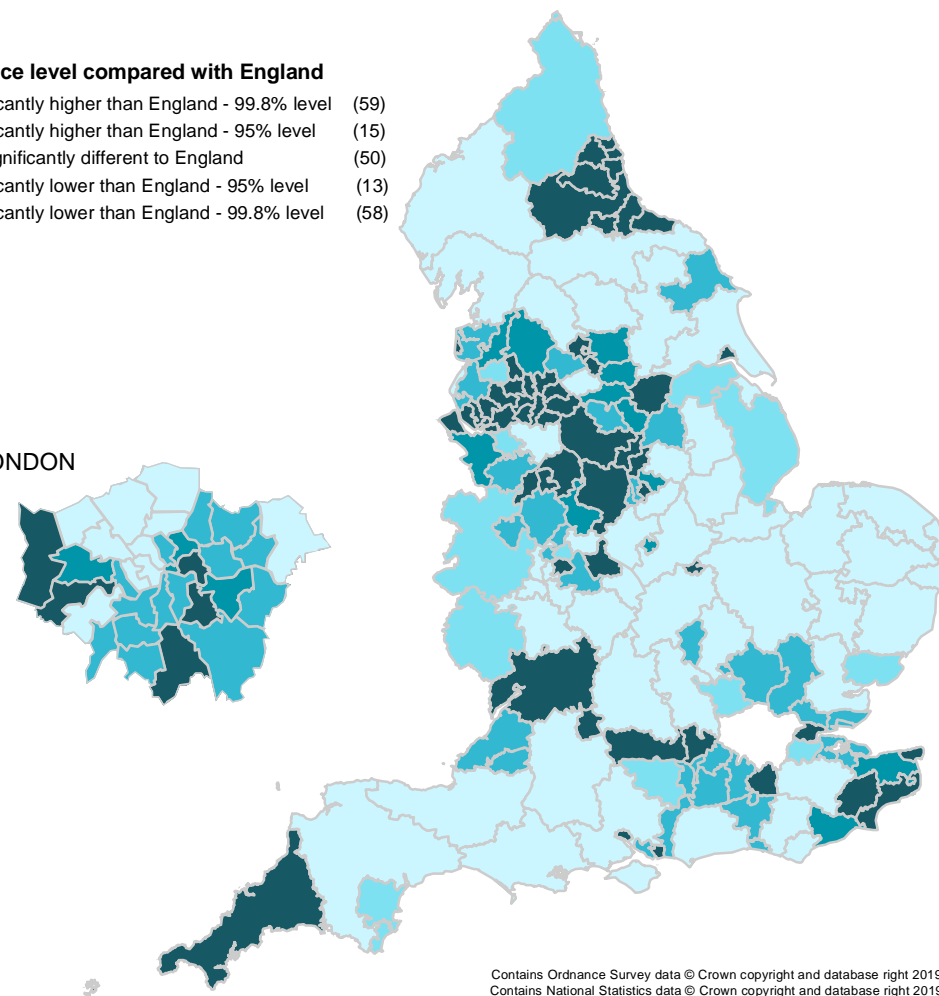 ce level compared with England
cantly higher than England - 99.8% level (59)
cantly higher than England - 95% level (15)
gnificantly different to England (50)
cantly lower than England - 95% level (13)
cantly lower than England - 99.8% level (58)
ONDON
Contains Ordnance Survey data © Crown copyright and database right 2019
Contains National Statistics data © Crown copyright and database right 2019